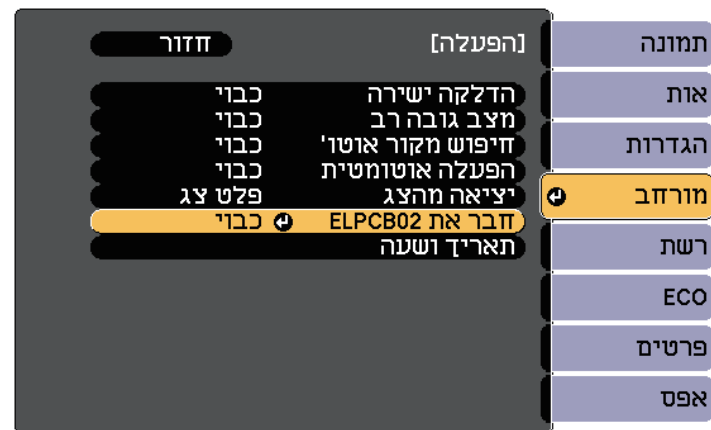 [הפעלה] חזור
הדלקה ישירה כבוי
מצב גובה רב כבוי
חיפוש מקור אוטו' כבוי
הפעלה אוטומטית כבוי
יציאה מהצג פלט צג
חבר את ELPCB02 כבוי
תאריך ושעה
תמונה
אות
הגדרות
מורחב
רשת
ECO
פרטים
אפס